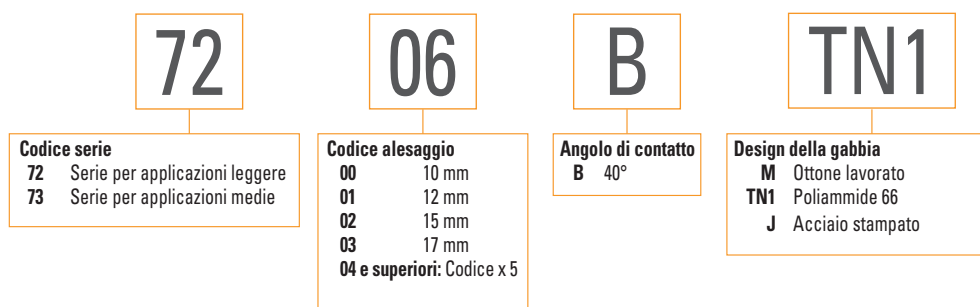 72 06 B TN1
Codice serie
72 Serie per applicazioni leggere
73 Serie per applicazioni medie
Codice alesaggio
00 10 mm
01 12 mm
02 15 mm
03 17 mm
04 e superiori: Codice x 5
Angolo di contatto
B 40°
Design della gabbia
M Ottone lavorato
TN1 Poliammide 66
J Acciaio stampato